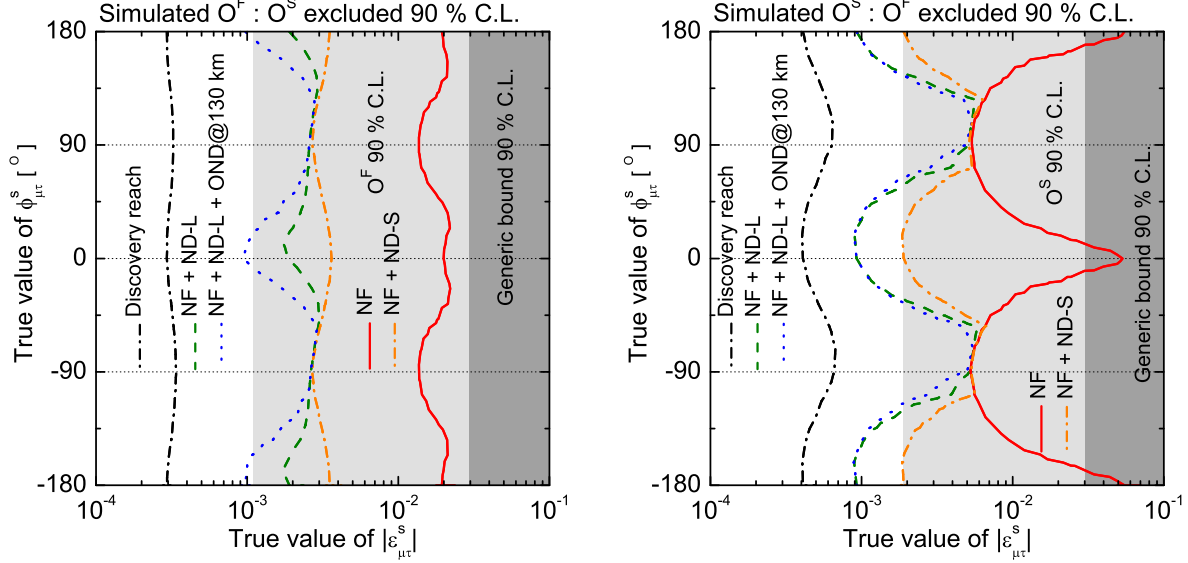 Simulated O^F : O^S excluded 90 % C.L.
180
90
0
-90
-180
True value of ϕ^s_μτ [ ° ]
Discovery reach
NF + ND-L
NF + ND-L + OND@130 km
O^F 90 % C.L.
NF
NF + ND-S
Generic bound 90 % C.L.
10^-4
10^-3
10^-2
10^-1
True value of |ε^s_μτ|
Simulated O^S : O^F excluded 90 % C.L.
180
90
0
-90
-180
True value of ϕ^s_μτ [ ° ]
Discovery reach
NF + ND-L
NF + ND-L + OND@130 km
O^S 90 % C.L.
NF
NF + ND-S
Generic bound 90 % C.L.
10^-4
10^-3
10^-2
10^-1
True value of |ε^s_μτ|